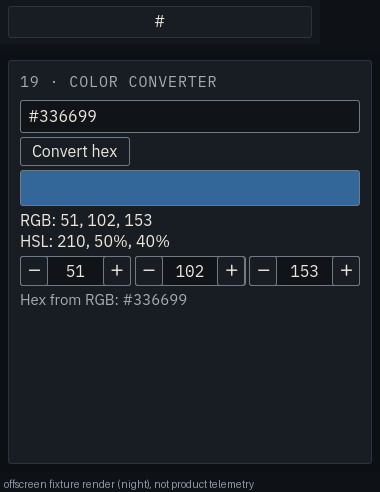 #
19 · COLOR CONVERTER
#336699
Convert hex
RGB: 51, 102, 153
HSL: 210, 50%, 40%
− 51 + − 102 + − 153 +
Hex from RGB: #336699
offscreen fixture render (night), not product telemetry